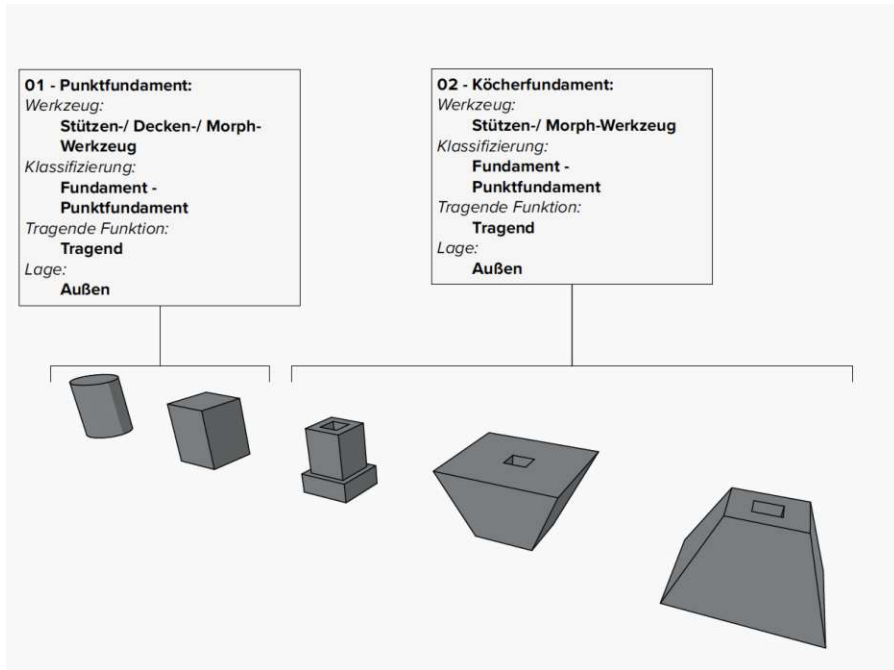 01 - Punktfundament:
Werkzeug:
Stützen-/ Decken-/ Morph-
Werkzeug
Klassifizierung:
Fundament -
Punktfundament
Tragende Funktion:
Tragend
Lage:
Außen
02 - Köcherfundament:
Werkzeug:
Stützen-/ Morph-Werkzeug
Klassifizierung:
Fundament -
Punktfundament
Tragende Funktion:
Tragend
Lage:
Außen